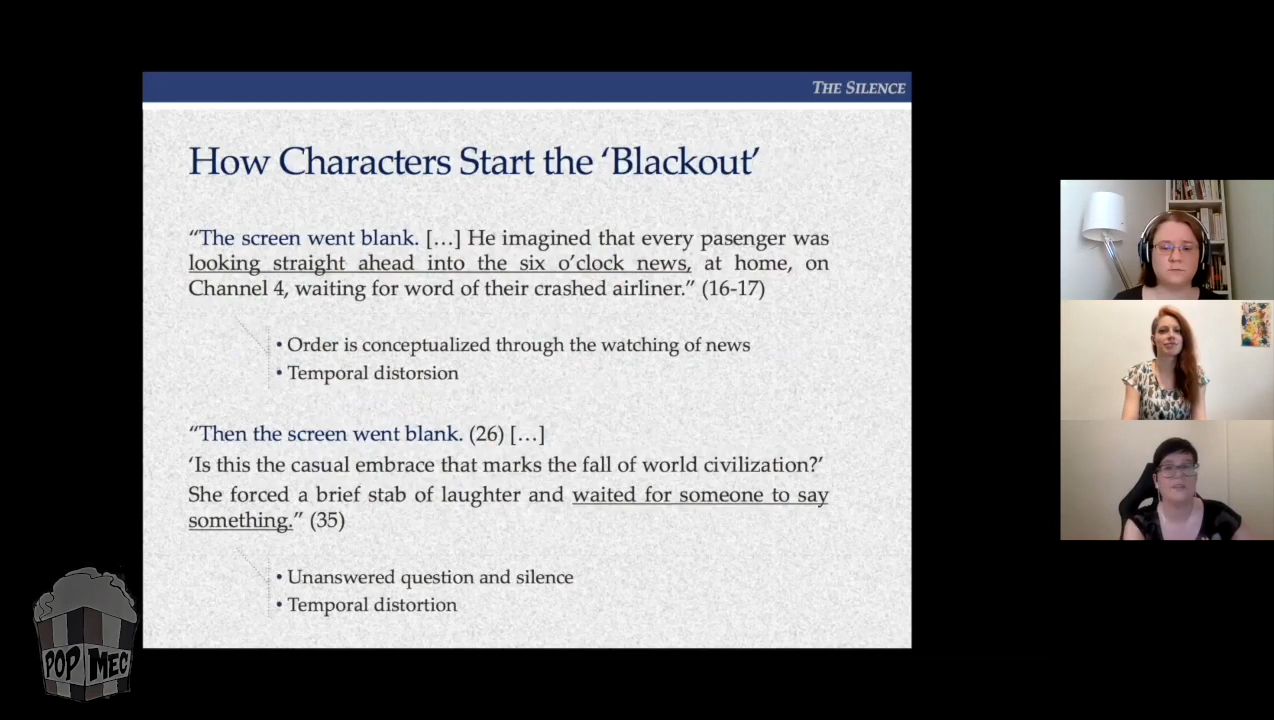 THE SILENCE
How Characters Start the ‘Blackout’
“The screen went blank. […] He imagined that every pasenger was
looking straight ahead into the six o’clock news, at home, on
Channel 4, waiting for word of their crashed airliner.” (16-17)
• Order is conceptualized through the watching of news
• Temporal distorsion
“Then the screen went blank. (26) […]
‘Is this the casual embrace that marks the fall of world civilization?’
She forced a brief stab of laughter and waited for someone to say
something.” (35)
• Unanswered question and silence
• Temporal distortion
POP MEC